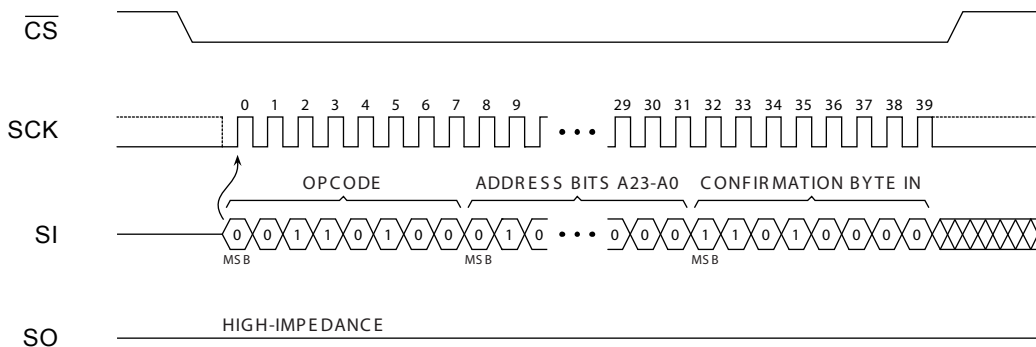 CS
0 1 2 3 4 5 6 7 8 9 29 30 31 32 33 34 35 36 37 38 39
SCK
OPCODE ADDRESS BITS A23-A0 CONFIRMATION BYTE IN
SI 0 0 1 1 0 1 0 0 0 1 0 0 0 0 1 1 0 1 0 0 0 0
MSB MSB MSB
HIGH-IMPEDANCE
SO